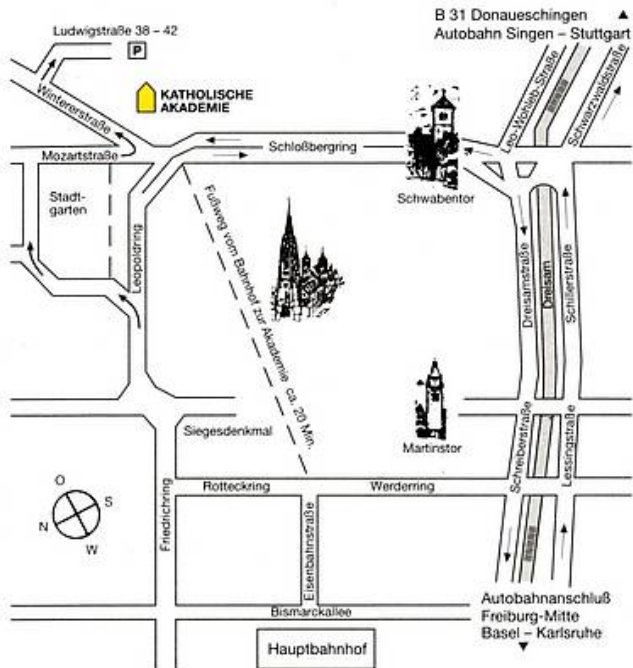 B 31 Donaueschingen ▲
Autobahn Singen – Stuttgart
Ludwigstraße 38 – 42
P
KATHOLISCHE
AKADEMIE
Wintererstraße
Leo-Wohleb-Straße
Schwarzwaldstraße
Mozartstraße
Schloßbergring
Schwabentor
Stadt-
garten
Leopoldring
Fußweg vom Bahnhof zur Akademie ca. 20 Min.
Dreisamstraße
Dreisam
Schillerstraße
Siegesdenkmal
Martinstor
Schreiberstraße
Lessingstraße
Rotteckring
Werderring
O
S
N
W
Friedrichring
Eisenbahnstraße
Bismarckallee
Autobahnanschluß
Freiburg-Mitte
Basel – Karlsruhe
▼
Hauptbahnhof